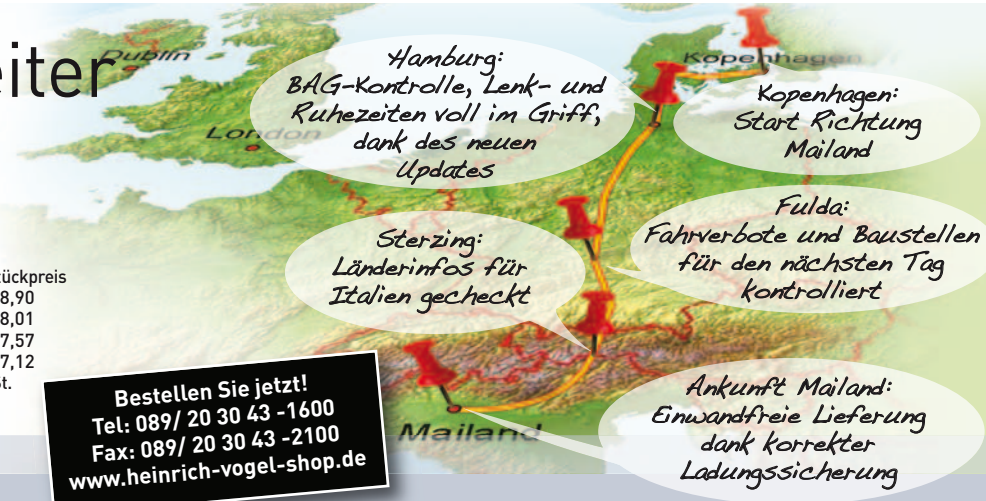 eiter
Dublin
London
Kopenhagen
Hamburg:
BAG-Kontrolle, Lenk- und
Ruhezeiten voll im Griff,
dank des neuen
Updates
Kopenhagen:
Start Richtung
Mailand
Fulda:
Fahrverbote und Baustellen
für den nächsten Tag
kontrolliert
Sterzing:
Länderinfos für
Italien gecheckt
tückpreis
8,90
8,01
7,57
7,12
St.
Bestellen Sie jetzt!
Tel: 089/ 20 30 43 -1600
Fax: 089/ 20 30 43 -2100
www.heinrich-vogel-shop.de
Mailand
Ankunft Mailand:
Einwandfreie Lieferung
dank korrekter
Ladungssicherung